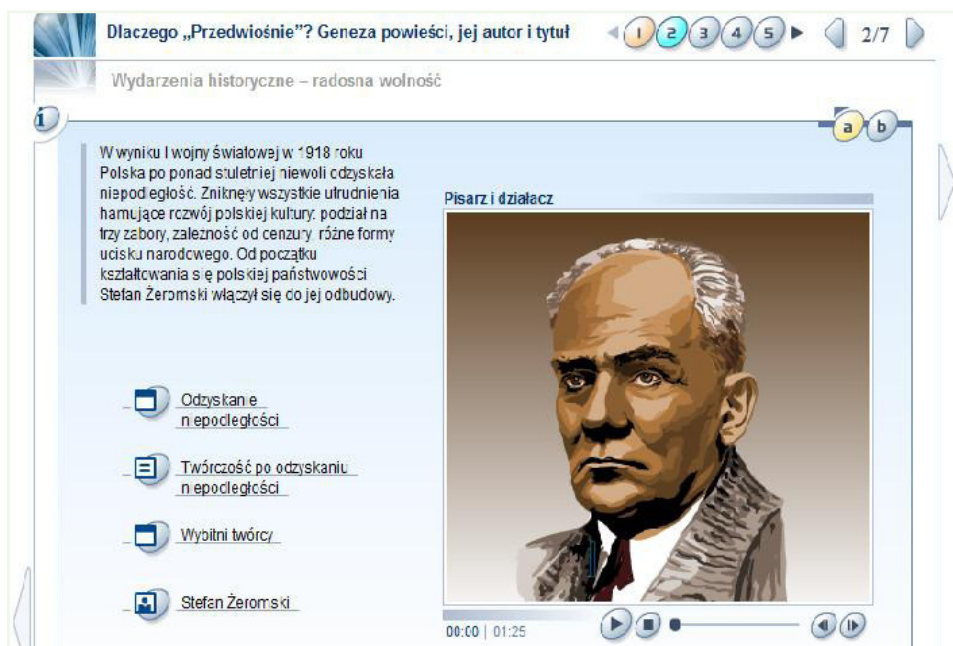 Dlaczego „Przedwiośnie”? Geneza powieści, jej autor i tytuł
1 2 3 4 5
2/7
Wydarzenia historyczne – radosna wolność
i
a b
W wyniku I wojny światowej w 1918 roku
Polska po ponad stuletniej niewoli odzyskała
niepodległość. Zniknęły wszystkie utrudnienia
hamujące rozwój polskiej kultury: podział na
trzy zabory, zależność od cenzury, różne formy
ucisku narodowego. Od początku
kształtowania się polskiej państwowości
Stefan Żeromski włączył się do jej odbudowy.
Pisarz i działacz
Odzyskanie
niepodległości
Twórczość po odzyskaniu
niepodległości
Wybitni twórcy
Stefan Żeromski
00:00 | 01:25